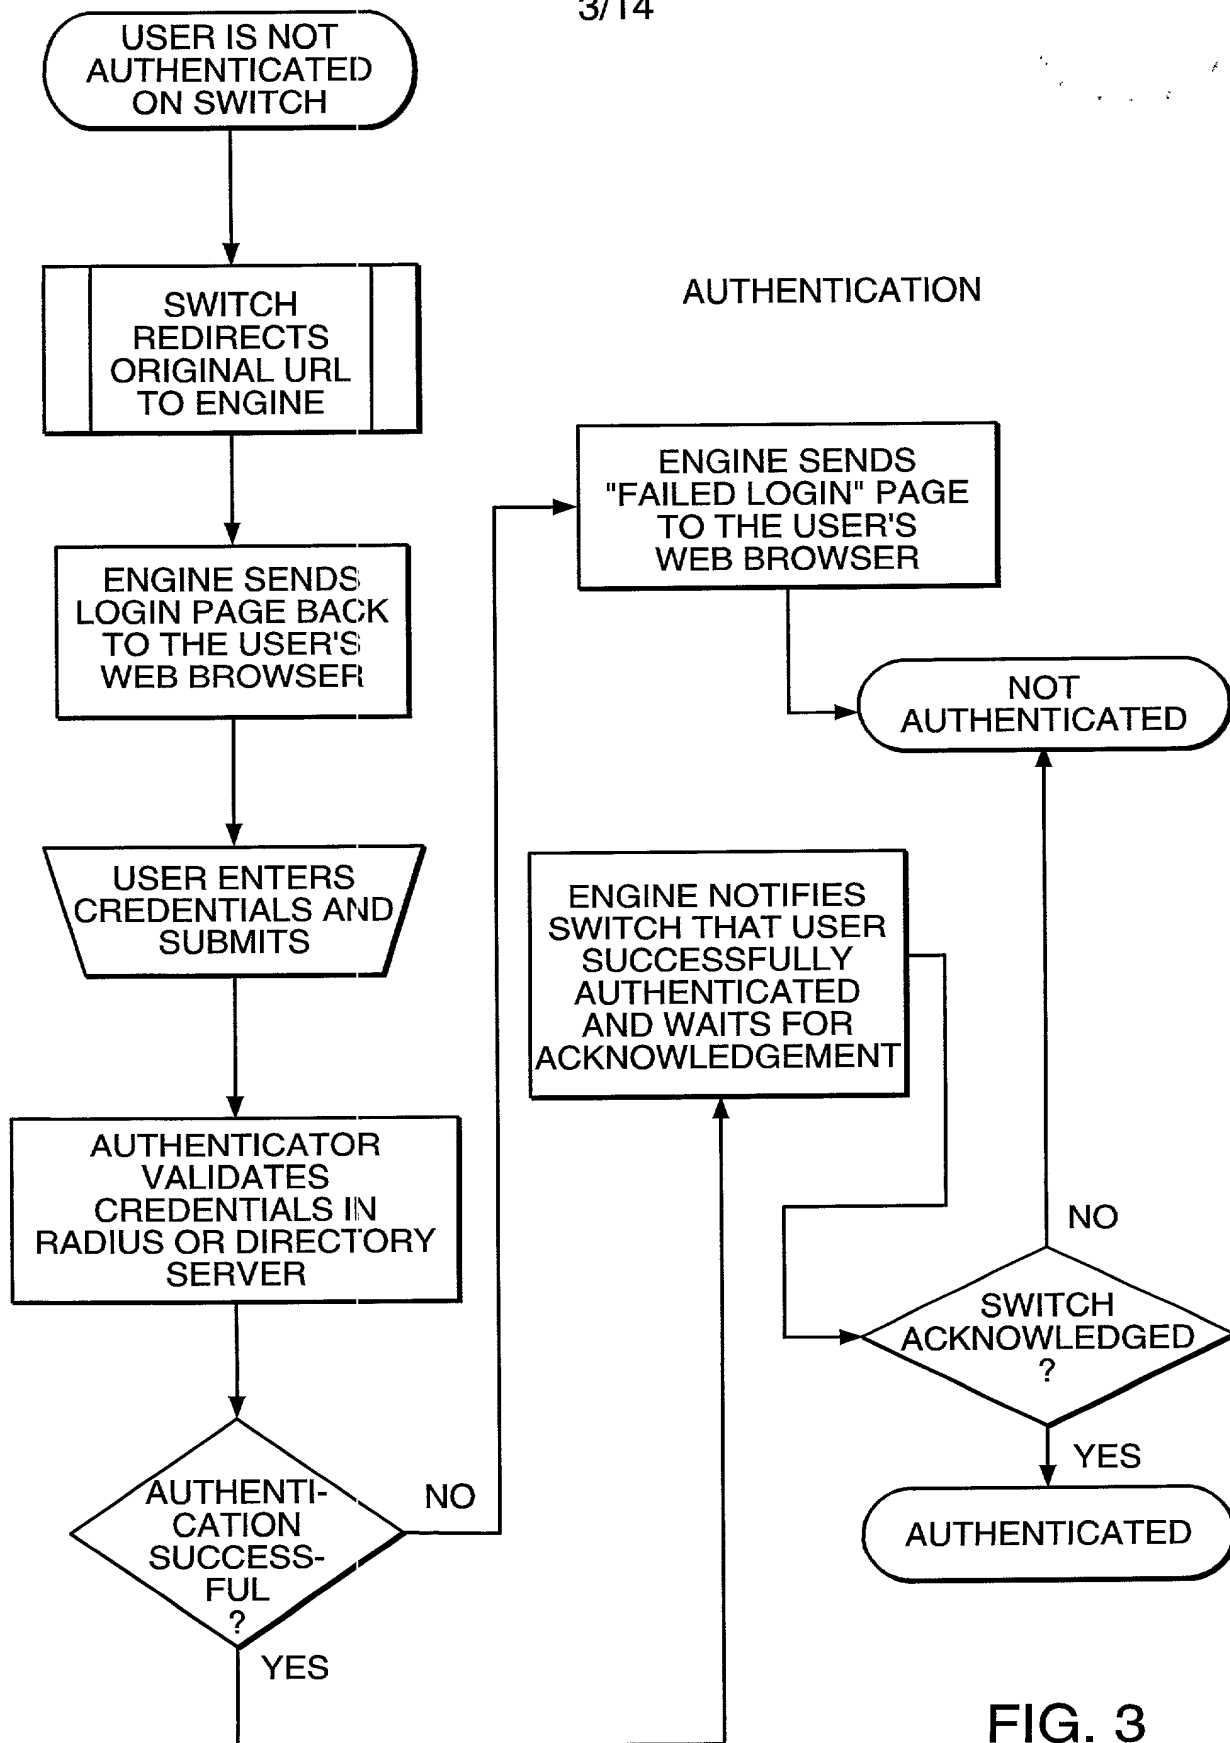 3/14
USER IS NOT
AUTHENTICATED
ON SWITCH
SWITCH
REDIRECTS
ORIGINAL URL
TO ENGINE
ENGINE SENDS
LOGIN PAGE BACK
TO THE USER'S
WEB BROWSER
USER ENTERS
CREDENTIALS AND
SUBMITS
AUTHENTICATOR
VALIDATES
CREDENTIALS IN
RADIUS OR DIRECTORY
SERVER
AUTHENTI-
CATION
SUCCESS-
FUL
?
NO
YES
AUTHENTICATION
ENGINE SENDS
"FAILED LOGIN" PAGE
TO THE USER'S
WEB BROWSER
NOT
AUTHENTICATED
ENGINE NOTIFIES
SWITCH THAT USER
SUCCESSFULLY
AUTHENTICATED
AND WAITS FOR
ACKNOWLEDGEMENT
NO
SWITCH
ACKNOWLEDGED
?
YES
AUTHENTICATED
FIG. 3